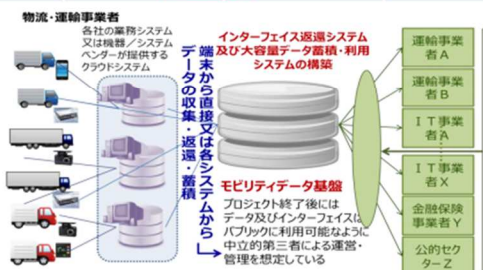 物流・運輸事業者
各社の業務システム
又は機器/システム
ベンダーが提供する
クラウドシステム
端末から直接又は各システムから
データの収集・返還・蓄積
インターフェイス返還システム
及び大容量データ蓄積・利用
システムの構築
モビリティデータ基盤
プロジェクト終了後には
データ及びインターフェイスは
パブリックに利用可能なように
中立的第三者による運営・
管理を想定している
運輸事業
者A
運輸事業
者B
IT事業
者A
IT事業
者X
金融保険
事業者Y
公的セク
ターZ